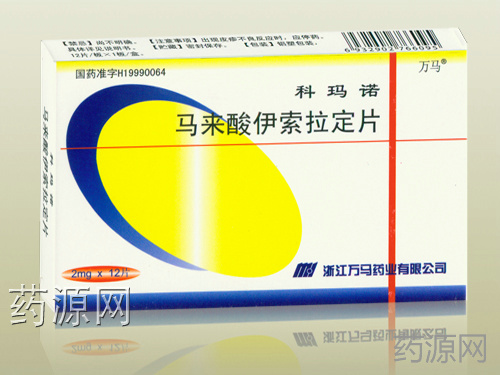 【禁忌】尚不明确。 【注意事项】出现皮疹不良反应时，应停药。
具体详见说明书。 【贮藏】密封保存。 【包装】铝塑包装。
12片/板×1板/盒。
6932902766095
国药准字H19990064
万马®
科玛诺
马来酸伊索拉定片
科玛诺
马来酸伊索拉定片
2mg x 12片
浙江万马药业有限公司
药源网
药源网